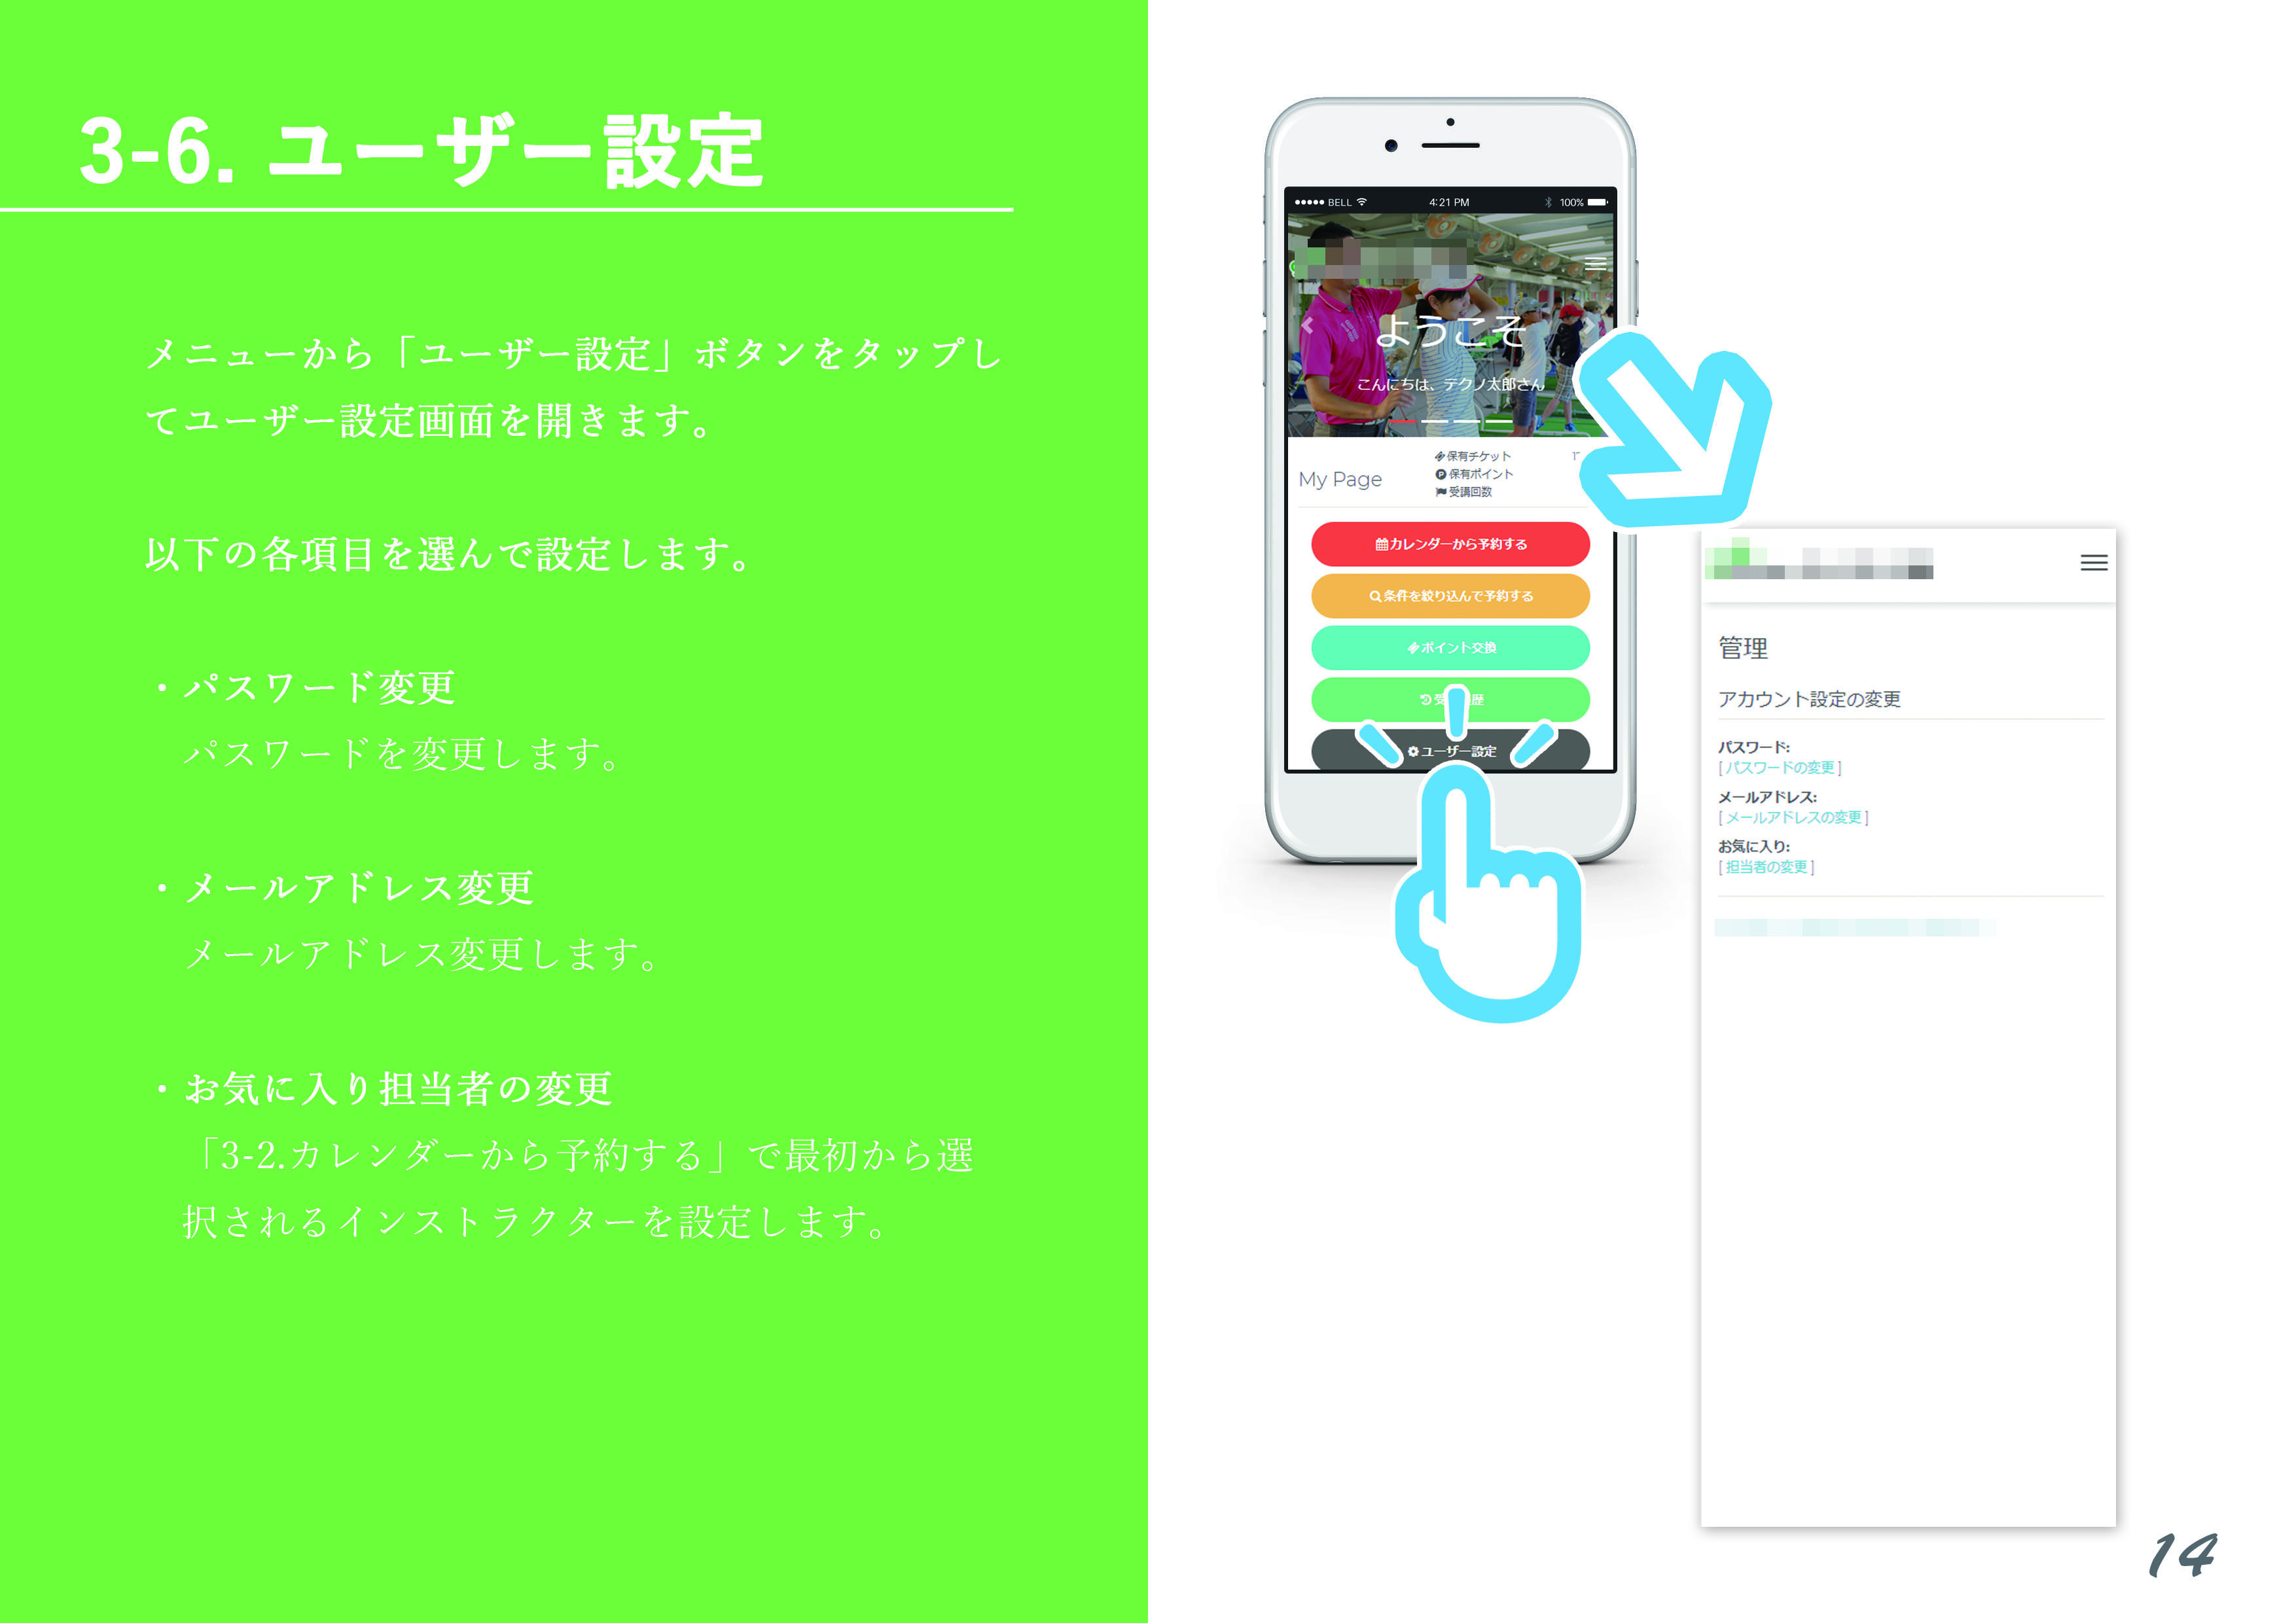 3-6. ユーザー設定
メニューから「ユーザー設定」ボタンをタップし
てユーザー設定画面を開きます。
以下の各項目を選んで設定します。
・パスワード変更
パスワードを変更します。
・メールアドレス変更
メールアドレス変更します。
・お気に入り担当者の変更
「3-2.カレンダーから予約する」で最初から選
択されるインストラクターを設定します。
BELL 4:21 PM 100%
ようこそ
こんにちは、テクノ太郎さん
My Page
保有チケット
保有ポイント
受講回数
カレンダーから予約する
条件を絞り込んで予約する
ポイント交換
受 歴
ユーザー設定
管理
アカウント設定の変更
パスワード:
[ パスワードの変更 ]
メールアドレス:
[ メールアドレスの変更 ]
お気に入り:
[ 担当者の変更 ]
14